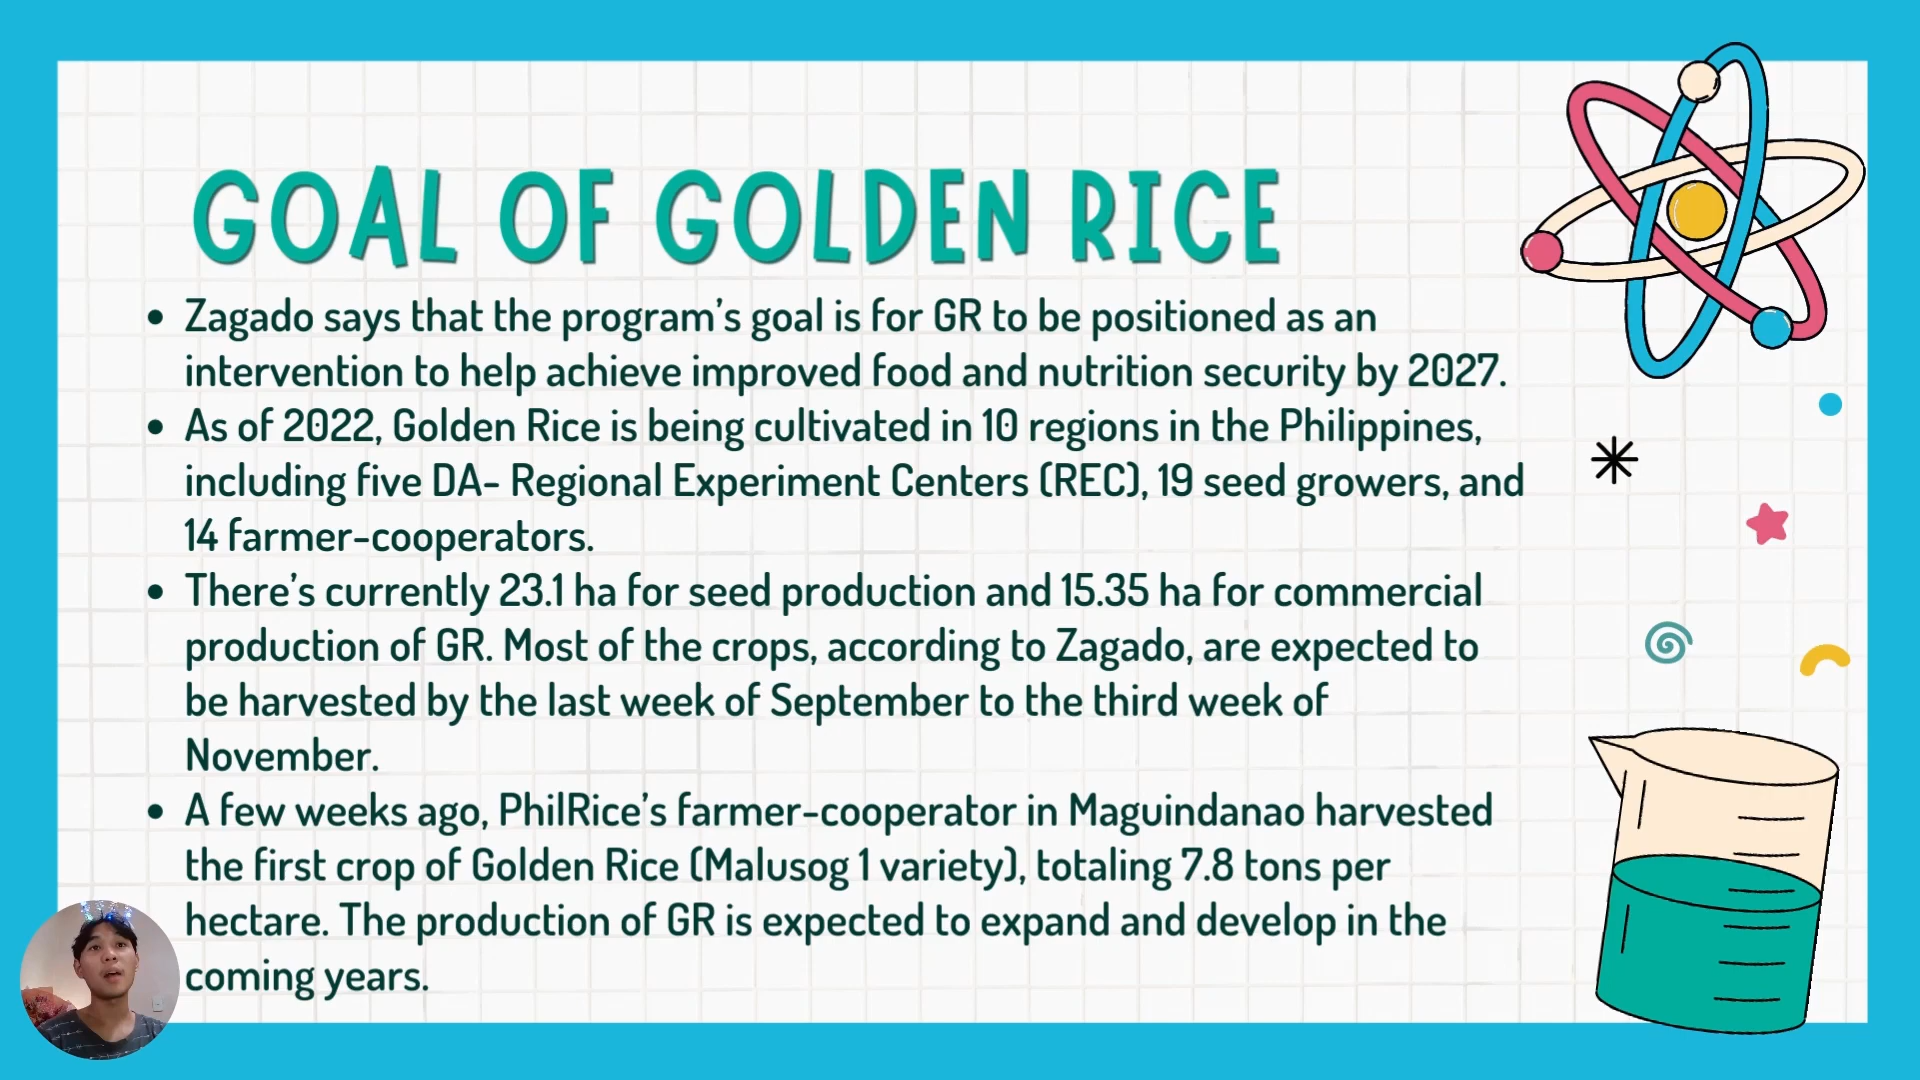 GOAL OF GOLDEN RICE
• Zagado says that the program’s goal is for GR to be positioned as an
intervention to help achieve improved food and nutrition security by 2027.
• As of 2022, Golden Rice is being cultivated in 10 regions in the Philippines,
including five DA- Regional Experiment Centers (REC), 19 seed growers, and
14 farmer-cooperators.
• There’s currently 23.1 ha for seed production and 15.35 ha for commercial
production of GR. Most of the crops, according to Zagado, are expected to
be harvested by the last week of September to the third week of
November.
• A few weeks ago, PhilRice’s farmer-cooperator in Maguindanao harvested
the first crop of Golden Rice (Malusog 1 variety), totaling 7.8 tons per
hectare. The production of GR is expected to expand and develop in the
coming years.